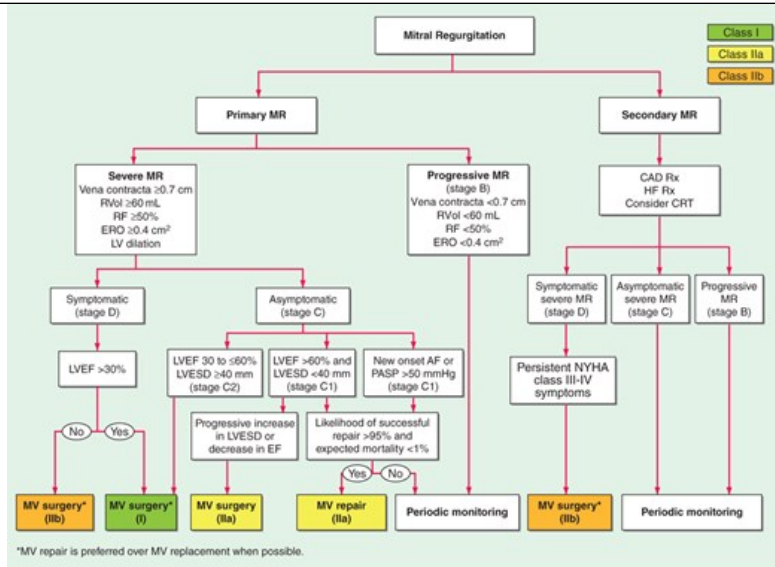 Mitral Regurgitation
Class I
Class IIa
Class IIb
Primary MR
Secondary MR
Severe MR
Vena contracta ≥0.7 cm
RVol ≥60 mL
RF ≥50%
ERO ≥0.4 cm²
LV dilation
Progressive MR
(stage B)
Vena contracta <0.7 cm
RVol <60 mL
RF <50%
ERO <0.4 cm²
CAD Rx
HF Rx
Consider CRT
Symptomatic
(stage D)
Asymptomatic
(stage C)
Symptomatic
severe MR
(stage D)
Asymptomatic
severe MR
(stage C)
Progressive
MR
(stage B)
LVEF >30%
LVEF 30 to ≤60%
LVESD ≥40 mm
(stage C2)
LVEF >60% and
LVESD <40 mm
(stage C1)
New onset AF or
PASP >50 mmHg
(stage C1)
Persistent NYHA
class III-IV
symptoms
Progressive increase
in LVESD or
decrease in EF
Likelihood of successful
repair >95% and
expected mortality <1%
No
Yes
Yes
No
MV surgery*
(IIb)
MV surgery*
(I)
MV surgery
(IIa)
MV repair
(IIa)
Periodic monitoring
MV surgery*
(IIb)
Periodic monitoring
*MV repair is preferred over MV replacement when possible.